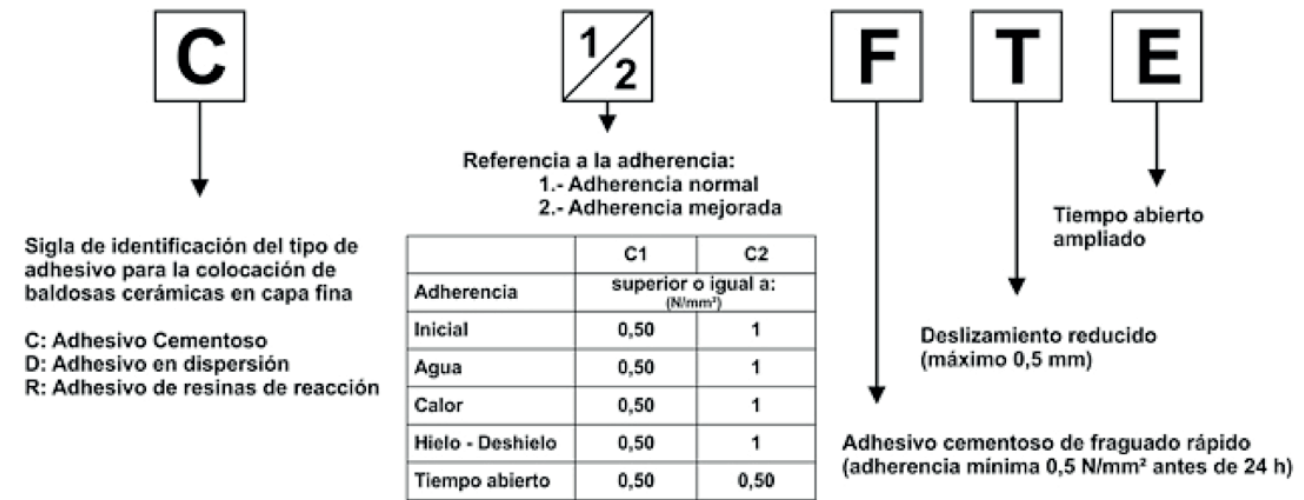 C
1/2
F
T
E
Referencia a la adherencia:
1.- Adherencia normal
2.- Adherencia mejorada
Sigla de identificación del tipo de
adhesivo para la colocación de
baldosas cerámicas en capa fina
C: Adhesivo Cementoso
D: Adhesivo en dispersión
R: Adhesivo de resinas de reacción
C1 C2
Adherencia superior o igual a:
(N/mm²)
Inicial 0,50 1
Agua 0,50 1
Calor 0,50 1
Hielo - Deshielo 0,50 1
Tiempo abierto 0,50 0,50
Tiempo abierto
ampliado
Deslizamiento reducido
(máximo 0,5 mm)
Adhesivo cementoso de fraguado rápido
(adherencia mínima 0,5 N/mm² antes de 24 h)